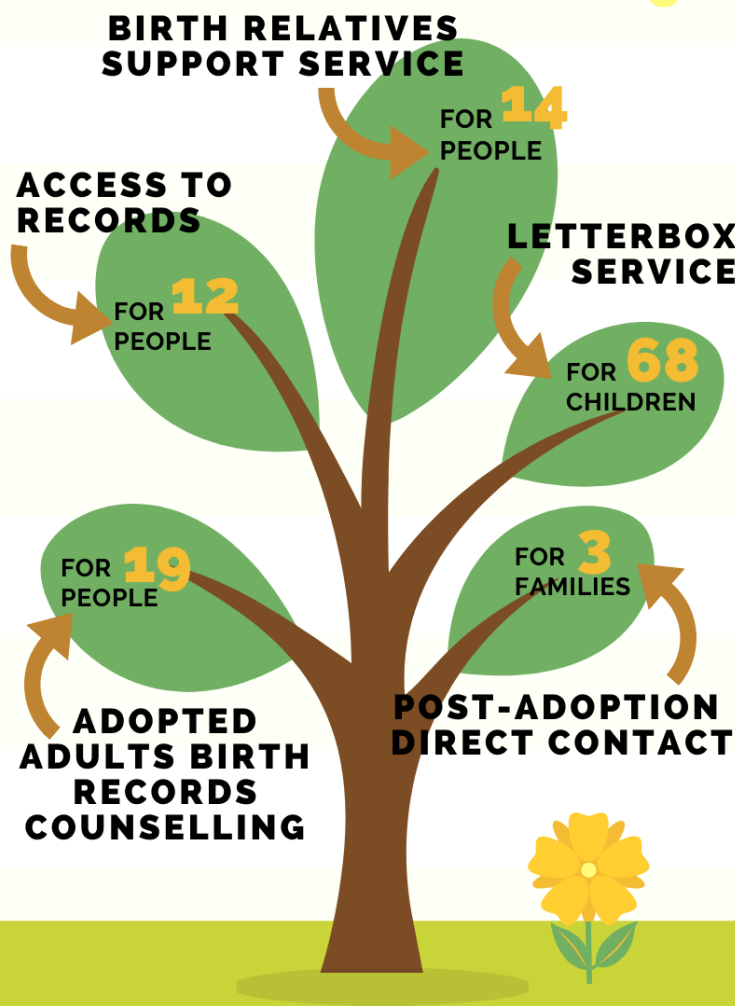 BIRTH RELATIVES
SUPPORT SERVICE
FOR 14
PEOPLE
ACCESS TO
RECORDS
FOR 12
PEOPLE
LETTERBOX
SERVICE
FOR 68
CHILDREN
FOR 19
PEOPLE
ADOPTED
ADULTS BIRTH
RECORDS
COUNSELLING
FOR 3
FAMILIES
POST-ADOPTION
DIRECT CONTACT